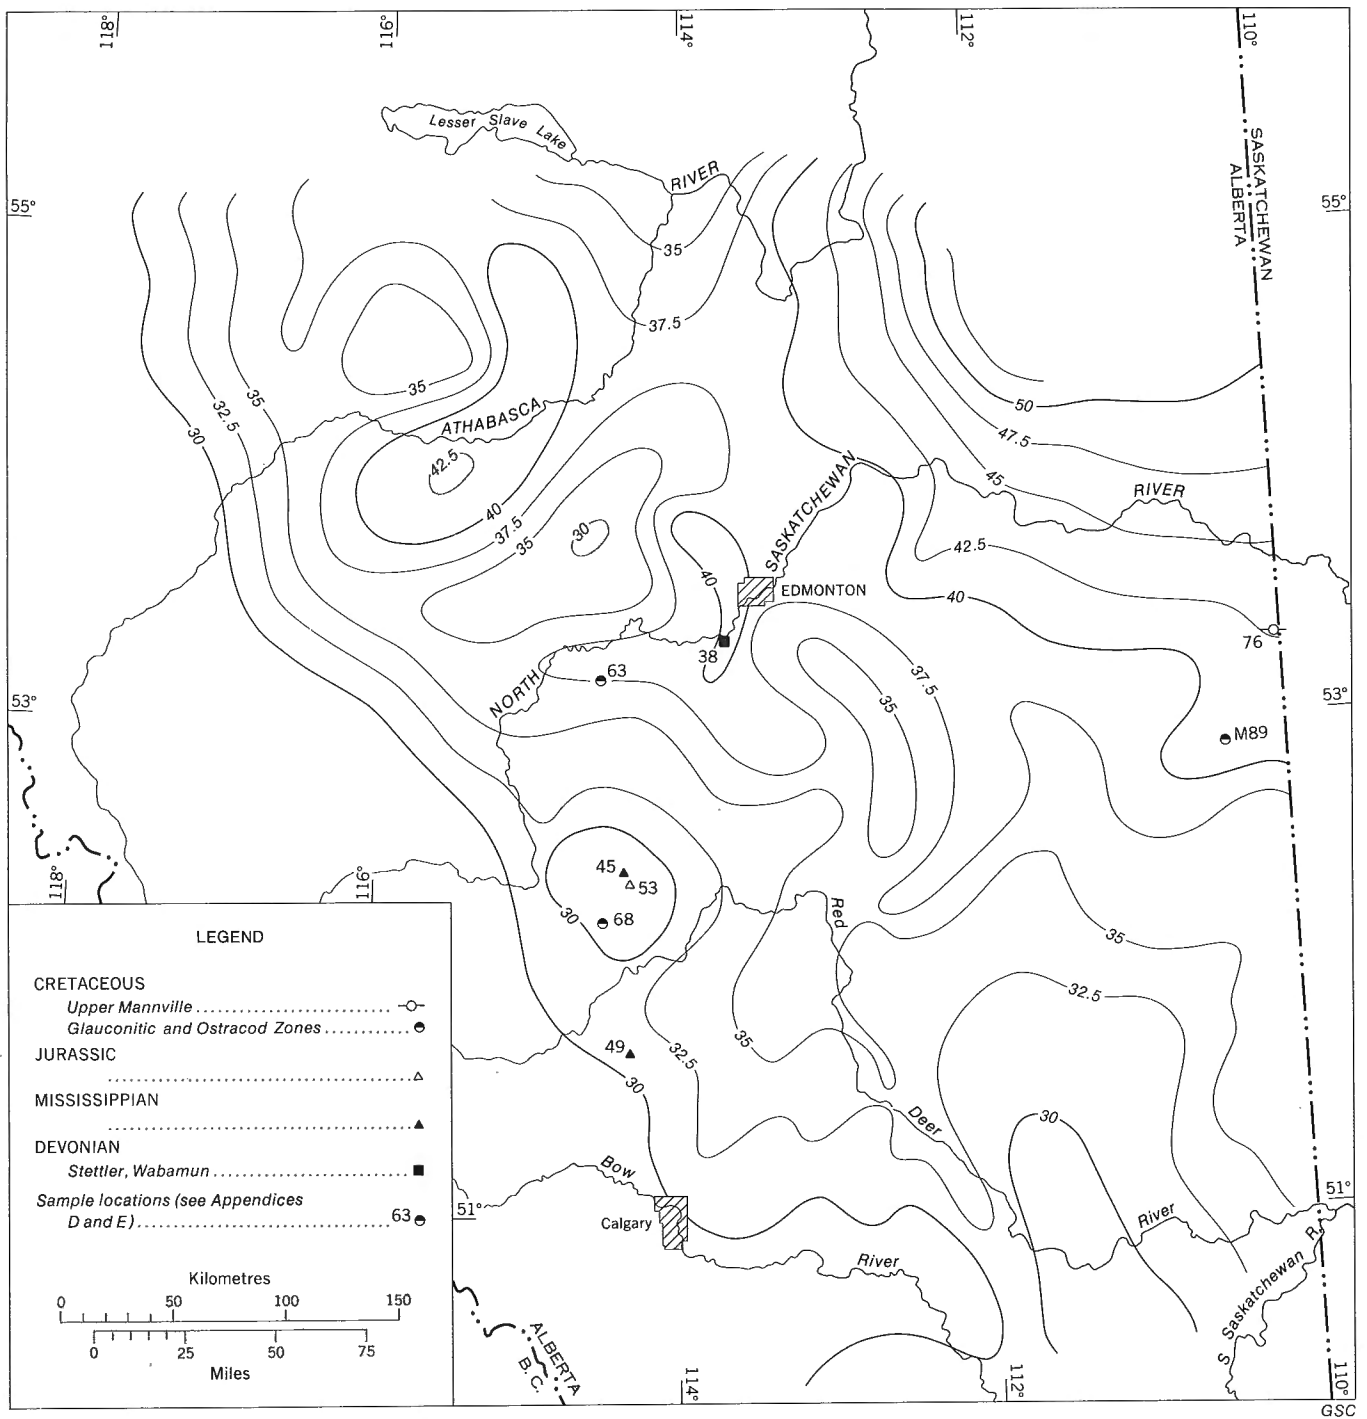 118°
116°
114°
112°
110°
Lesser Slave Lake
RIVER
SASKATCHEWAN
ALBERTA
55°
55°
35
37.5
35
35
32.5
30
ATHABASCA
50
47.5
42.5
45
RIVER
40
37.5
35
30
SASKATCHEWAN
42.5
40
EDMONTON
40
76
38
63
37.5
35
NORTH
53°
53°
M89
45
53
30
68
Red
35
32.5
118°
116°
49
32.5
35
30
Deer
30
Bow
51°
51°
Calgary
River
River
S Saskatchewan R.
ALBERTA
B.C.
114°
112°
110°
LEGEND
CRETACEOUS
Upper Mannville
Glauconitic and Ostracod Zones
JURASSIC
MISSISSIPPIAN
DEVONIAN
Stettler, Wabamun
Sample locations (see Appendices
D and E) 63
Kilometres
0 50 100 150
0 25 50 75
Miles
GSC